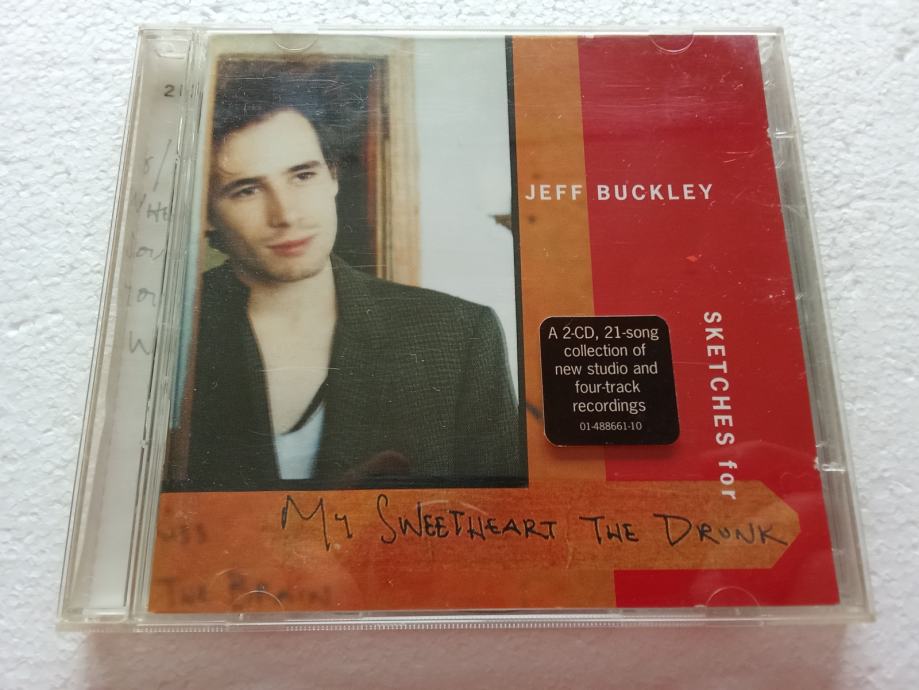 JEFF BUCKLEY
A 2-CD, 21-song
collection of
new studio and
four-track
recordings
01-488661-10
SKETCHES for
MY SWEETHEART THE DRUNK
THE